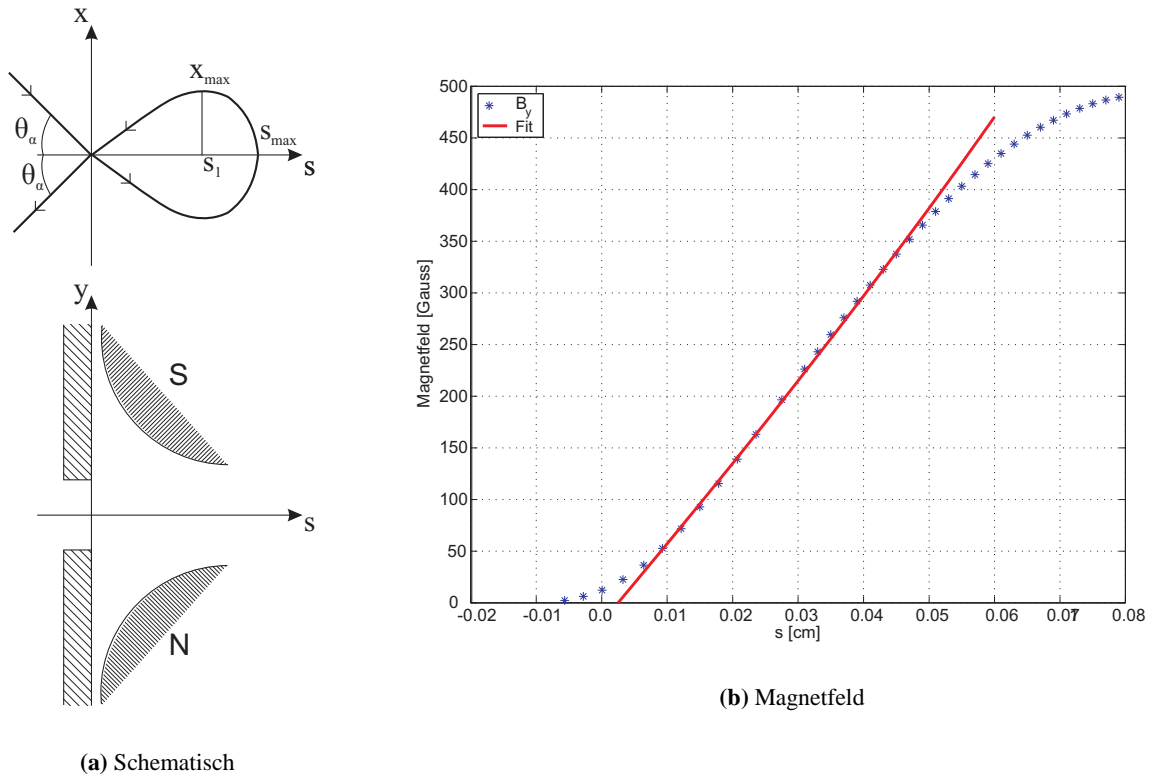 x
x_max
θ_α
θ_α
s_max
s_1
s
y
S
s
N
(a) Schematisch
500
450
400
350
300
250
200
150
100
50
0
Magnetfeld [Gauss]
B_y
Fit
-0.02 -0.01 0.0 0.01 0.02 0.03 0.04 0.05 0.06 0.07 0.08
s [cm]
(b) Magnetfeld